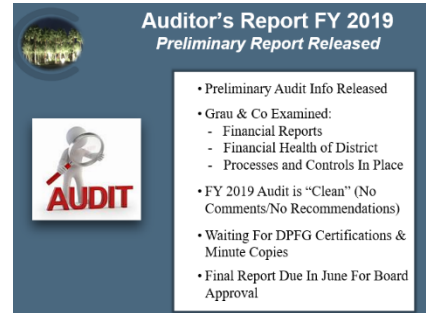 Auditor's Report FY 2019
Preliminary Report Released
• Preliminary Audit Info Released
• Grau & Co Examined:
- Financial Reports
- Financial Health of District
- Processes and Controls In Place
• FY 2019 Audit is “Clean” (No
Comments/No Recommendations)
• Waiting For DPFG Certifications &
Minute Copies
• Final Report Due In June For Board
Approval
AUDIT